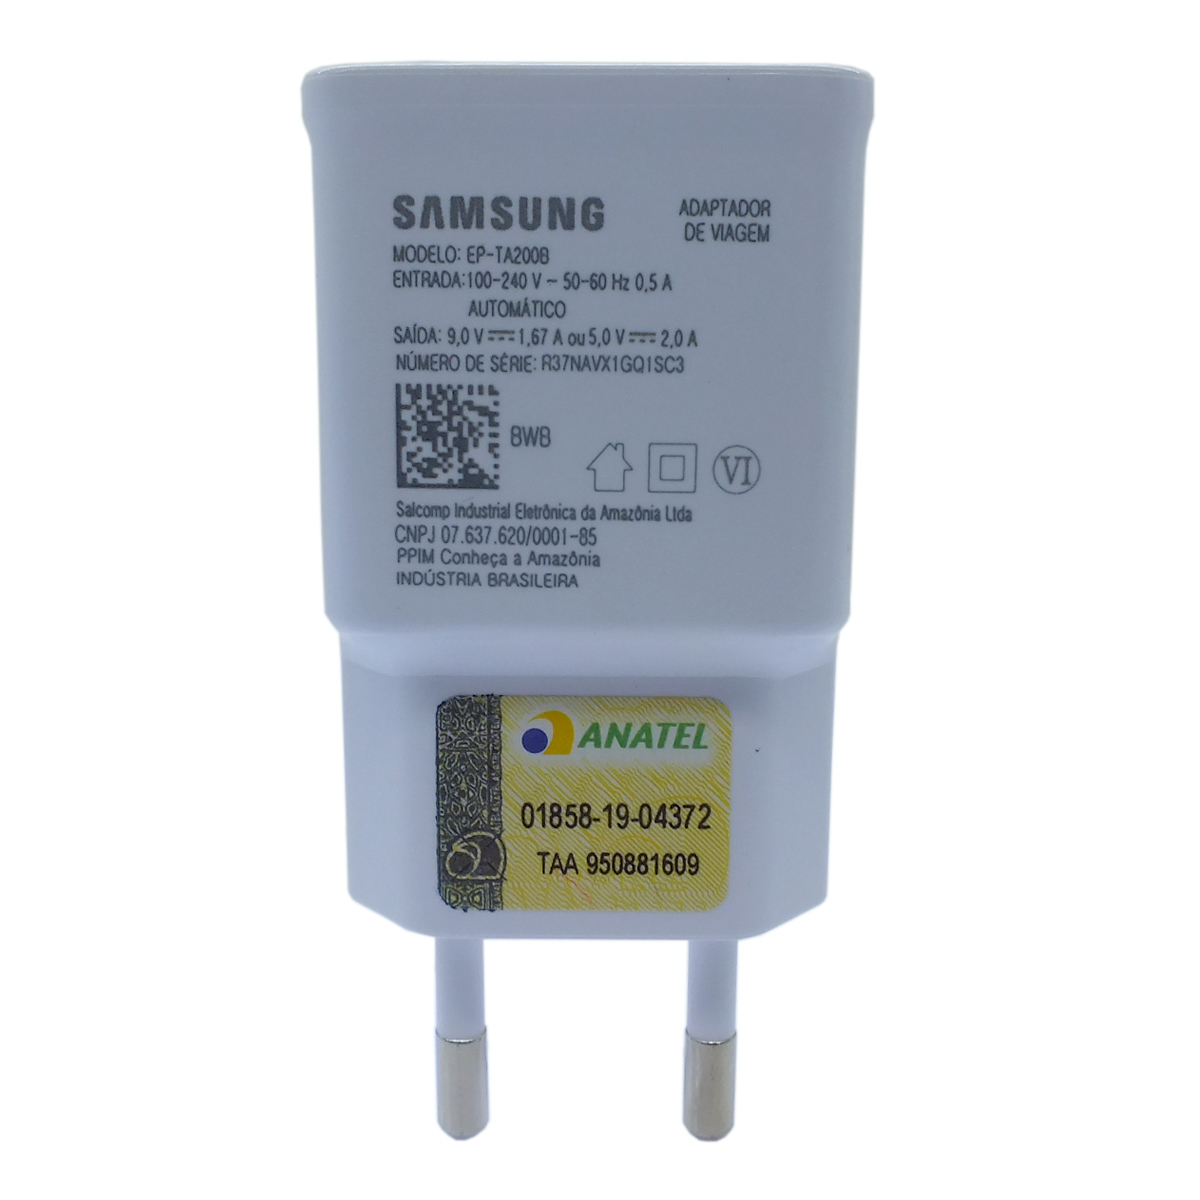 SAMSUNG
ADAPTADOR
DE VIAGEM
MODELO: EP-TA200B
ENTRADA:100-240 V ~ 50-60 Hz 0,5 A
AUTOMÁTICO
SAÍDA: 9,0 V ⎓ 1,67 A ou 5,0 V ⎓ 2,0 A
NÚMERO DE SÉRIE: R37NAVX1GQ1SC3
BWB
VI
Salcomp Industrial Eletrônica da Amazônia Ltda
CNPJ 07.637.620/0001-85
PPIM Conheça a Amazônia
INDÚSTRIA BRASILEIRA
ANATEL
01858-19-04372
TAA 950881609